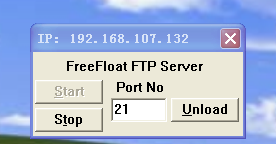 IP: 192.168.107.132
FreeFloat FTP Server
Start
Port No
21
Unload
Stop